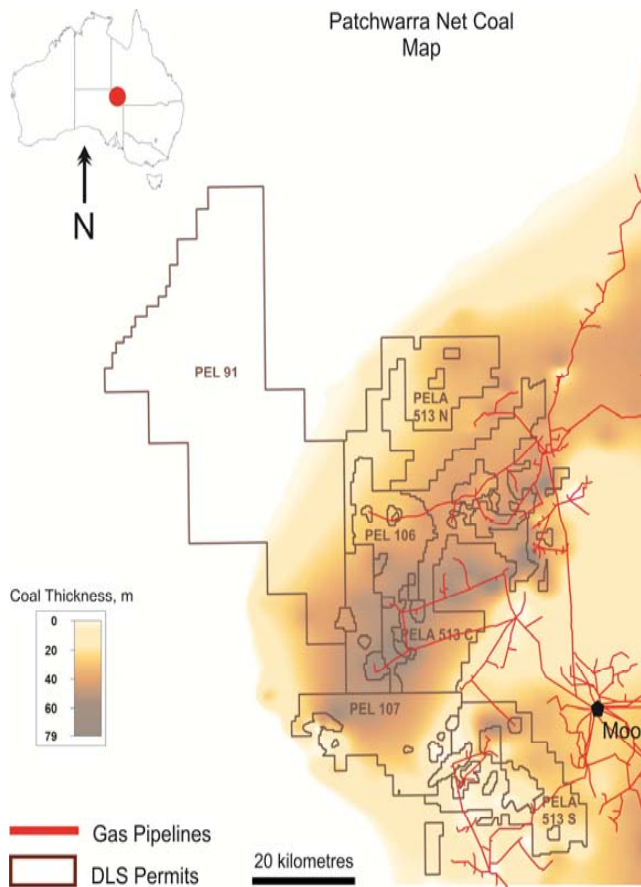 Patchwarra Net Coal
Map
N
PEL 91
PELA
513 N
PEL 106
Coal Thickness, m
0
20
40
60
79
PELA 513 C
PEL 107
Moo
PELA
513 S
Gas Pipelines
DLS Permits
20 kilometres